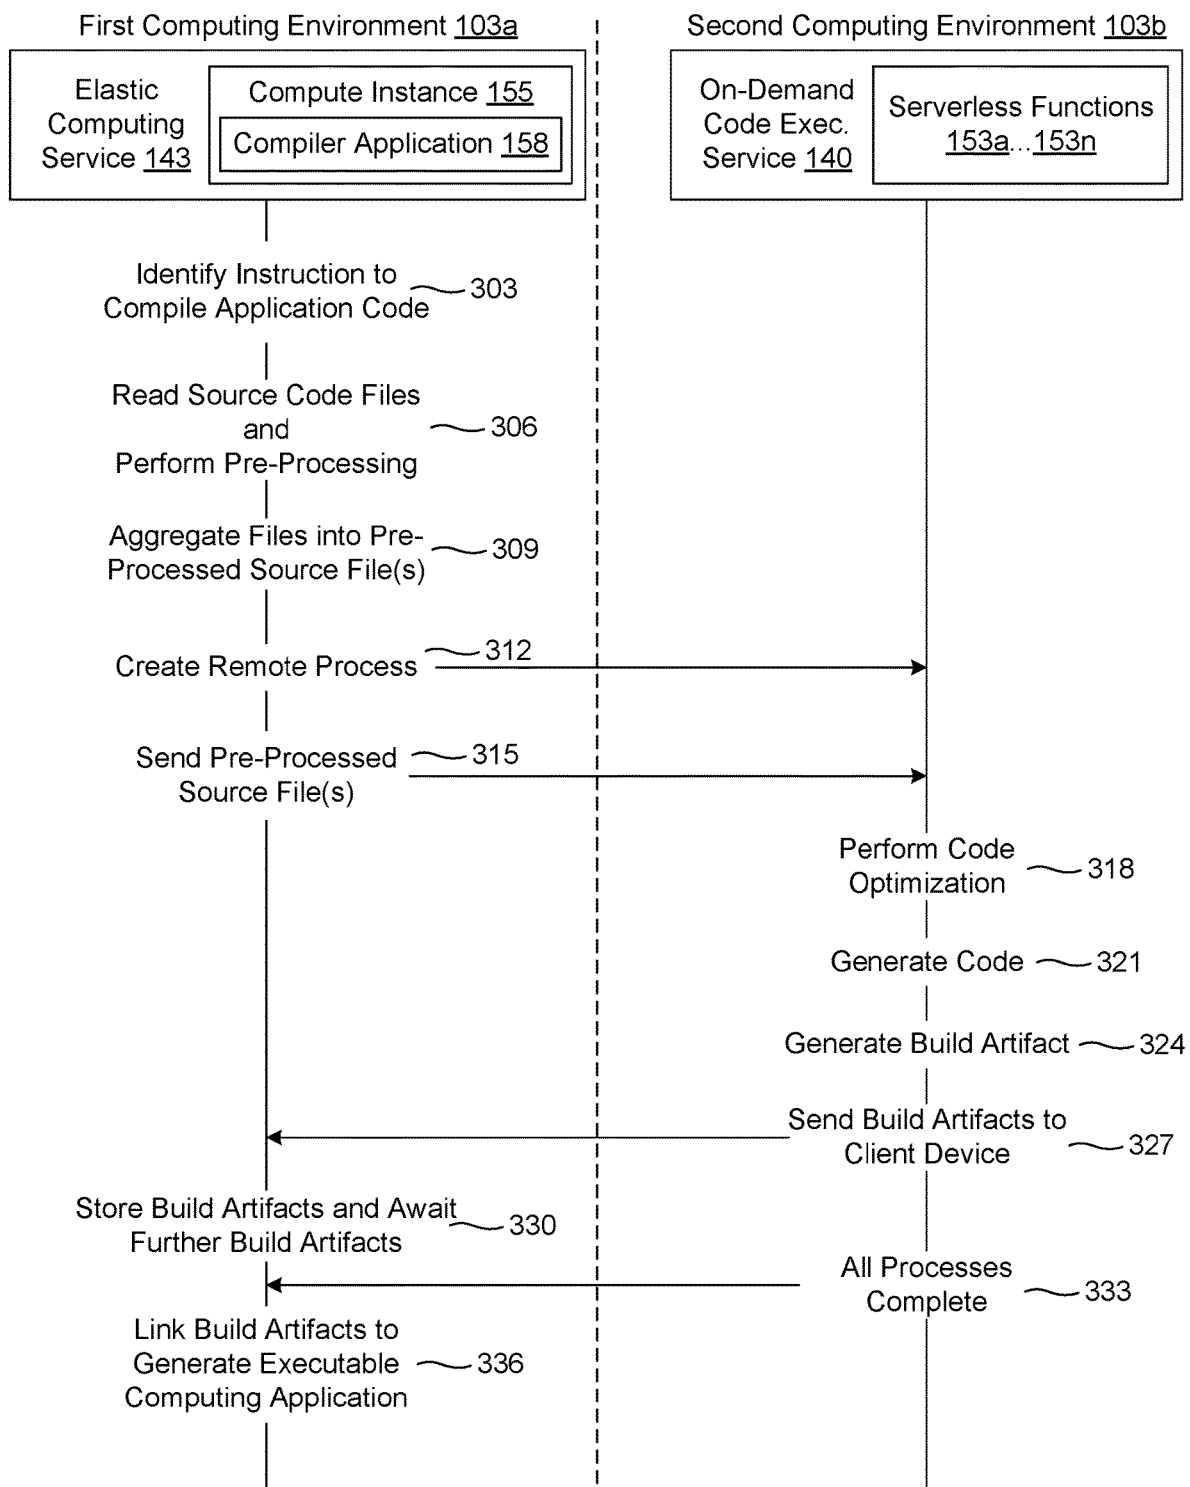 First Computing Environment 103a
Second Computing Environment 103b
Elastic
Computing
Service 143
Compute Instance 155
Compiler Application 158
On-Demand
Code Exec.
Service 140
Serverless Functions
153a...153n
Identify Instruction to
Compile Application Code
303
Read Source Code Files
and
Perform Pre-Processing
306
Aggregate Files into Pre-
Processed Source File(s)
309
Create Remote Process
312
Send Pre-Processed
Source File(s)
315
Perform Code
Optimization
318
Generate Code
321
Generate Build Artifact
324
Send Build Artifacts to
Client Device
327
Store Build Artifacts and Await
Further Build Artifacts
330
All Processes
Complete
333
Link Build Artifacts to
Generate Executable
Computing Application
336